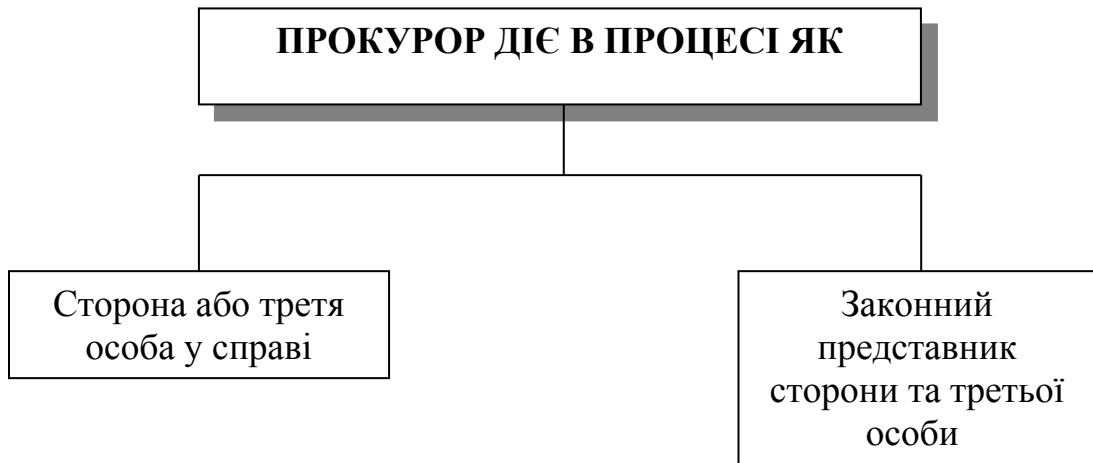 ПРОКУРОР ДІЄ В ПРОЦЕСІ ЯК
Сторона або третя
особа у справі
Законний
представник
сторони та третьої
особи